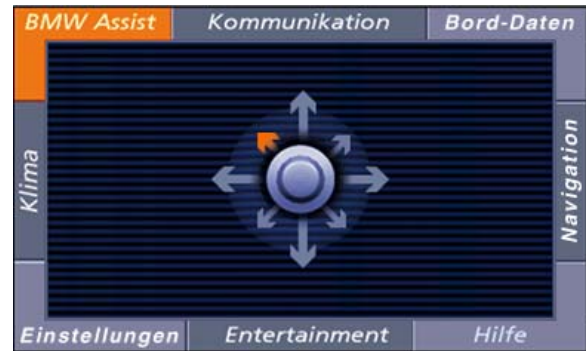 BMW Assist
Kommunikation
Bord-Daten
Klima
Navigation
Einstellungen
Entertainment
Hilfe